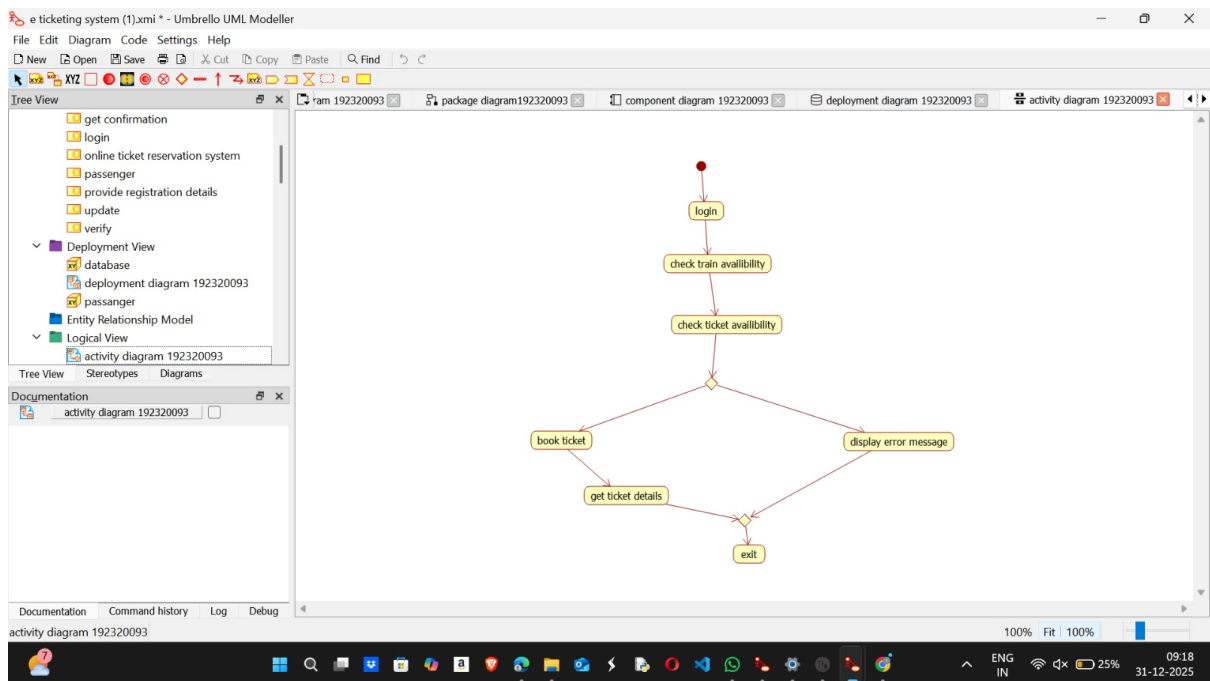 e ticketing system (1).xmi * - Umbrello UML Modeller
File Edit Diagram Code Settings Help
New Open Save Cut Copy Paste Find
XYZ
Tree View
ram 192320093
package diagram192320093
component diagram 192320093
deployment diagram 192320093
activity diagram 192320093
get confirmation
login
online ticket reservation system
passenger
provide registration details
update
verify
Deployment View
database
deployment diagram 192320093
passanger
Entity Relationship Model
Logical View
activity diagram 192320093
Tree View Stereotypes Diagrams
Documentation
activity diagram 192320093
login
check train availibility
check ticket availibility
book ticket
display error message
get ticket details
exit
Documentation Command history Log Debug
activity diagram 192320093
100% Fit 100%
7
ENG
IN
25%
09:18
31-12-2025